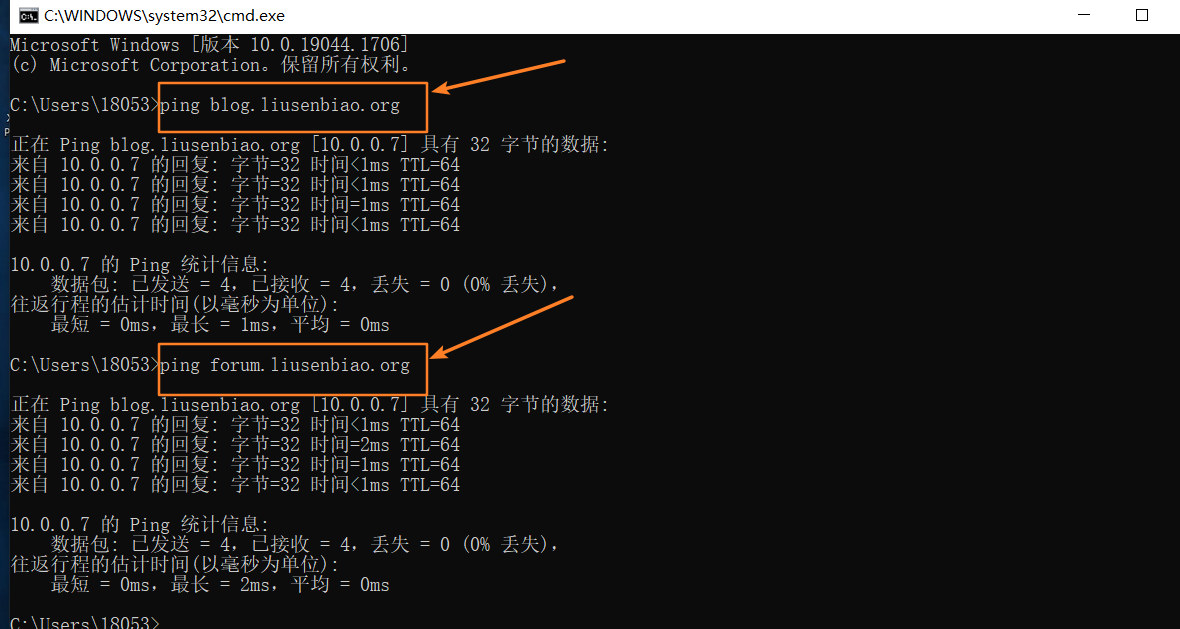 C:\WINDOWS\system32\cmd.exe
Microsoft Windows [版本 10.0.19044.1706]
(c) Microsoft Corporation。保留所有权利。
C:\Users\18053>ping blog.liusenbiao.org
正在 Ping blog.liusenbiao.org [10.0.0.7] 具有 32 字节的数据:
来自 10.0.0.7 的回复: 字节=32 时间<1ms TTL=64
来自 10.0.0.7 的回复: 字节=32 时间<1ms TTL=64
来自 10.0.0.7 的回复: 字节=32 时间=1ms TTL=64
来自 10.0.0.7 的回复: 字节=32 时间<1ms TTL=64
10.0.0.7 的 Ping 统计信息:
数据包: 已发送 = 4，已接收 = 4，丢失 = 0 (0% 丢失)，
往返行程的估计时间(以毫秒为单位):
最短 = 0ms，最长 = 1ms，平均 = 0ms
C:\Users\18053>ping forum.liusenbiao.org
正在 Ping blog.liusenbiao.org [10.0.0.7] 具有 32 字节的数据:
来自 10.0.0.7 的回复: 字节=32 时间<1ms TTL=64
来自 10.0.0.7 的回复: 字节=32 时间=2ms TTL=64
来自 10.0.0.7 的回复: 字节=32 时间=1ms TTL=64
来自 10.0.0.7 的回复: 字节=32 时间<1ms TTL=64
10.0.0.7 的 Ping 统计信息:
数据包: 已发送 = 4，已接收 = 4，丢失 = 0 (0% 丢失)，
往返行程的估计时间(以毫秒为单位):
最短 = 0ms，最长 = 2ms，平均 = 0ms
C:\Users\18053>